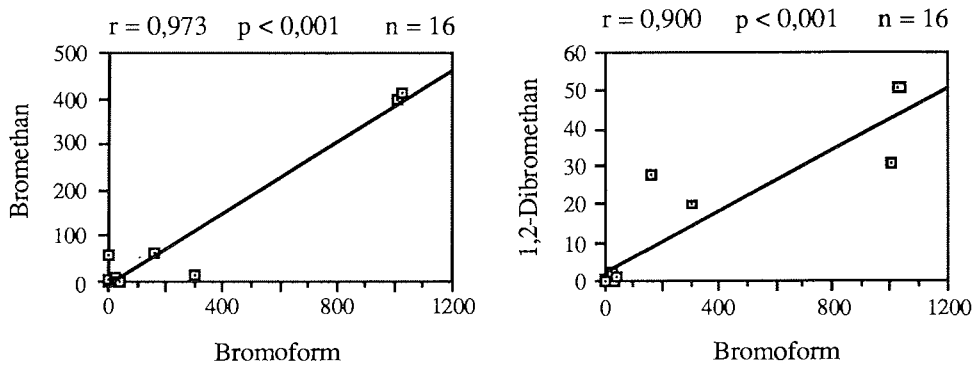 r = 0,973 p < 0,001 n = 16
500
400
300
200
100
0
Bromethan
0 400 800 1000 1200
Bromoform
r = 0,900 p < 0,001 n = 16
60
50
40
30
20
10
0
1,2-Dibromethan
0 400 800 1200
Bromoform